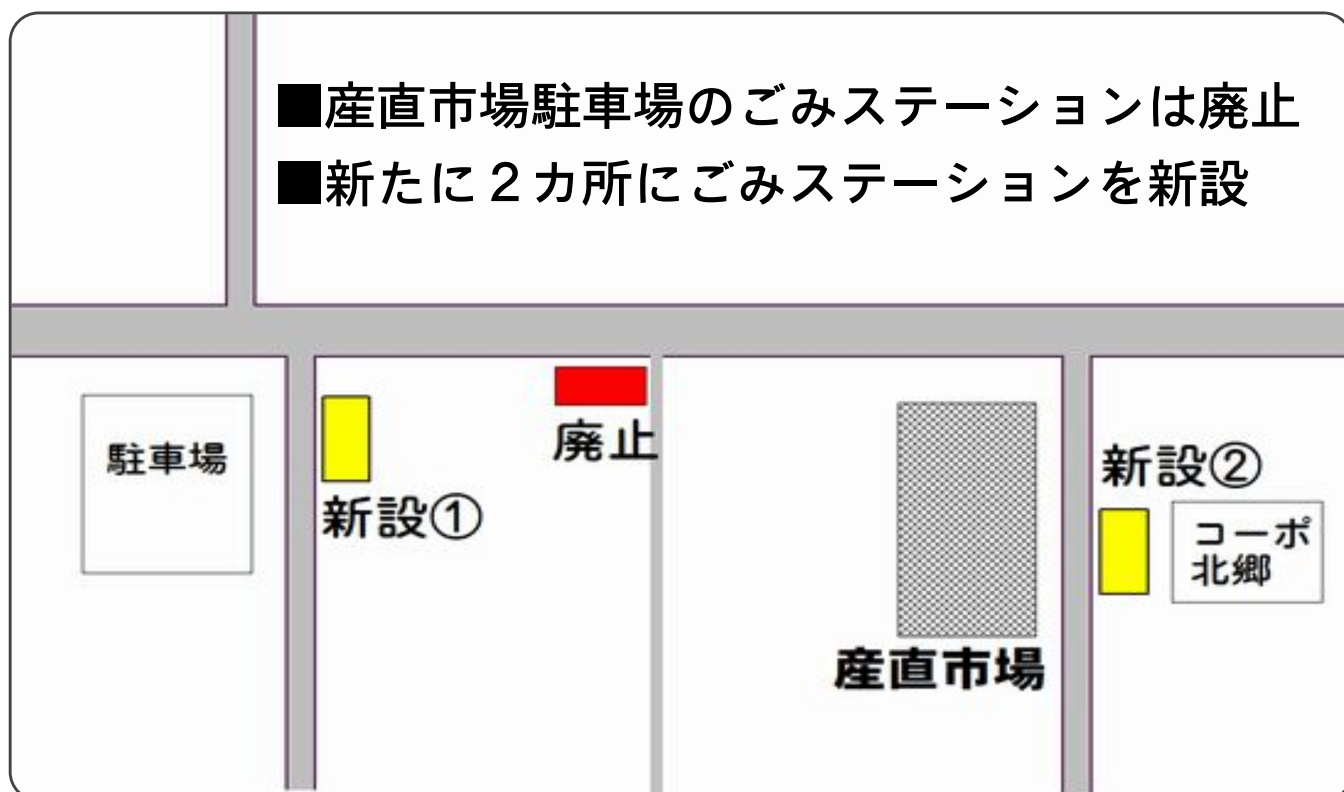 ■産直市場駐車場のごみステーションは廃止
■新たに２カ所にごみステーションを新設
駐車場
新設①
廃止
産直市場
新設②
コーポ
北郷